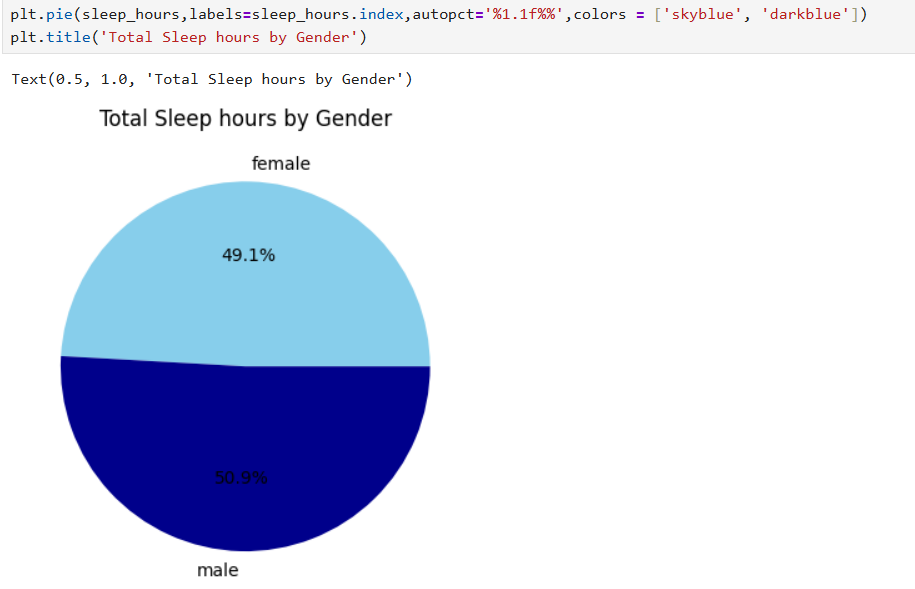 plt.pie(sleep_hours,labels=sleep_hours.index,autopct='%1.1f%%',colors = ['skyblue', 'darkblue'])
plt.title('Total Sleep hours by Gender')
Text(0.5, 1.0, 'Total Sleep hours by Gender')
Total Sleep hours by Gender
female
49.1%
50.9%
male